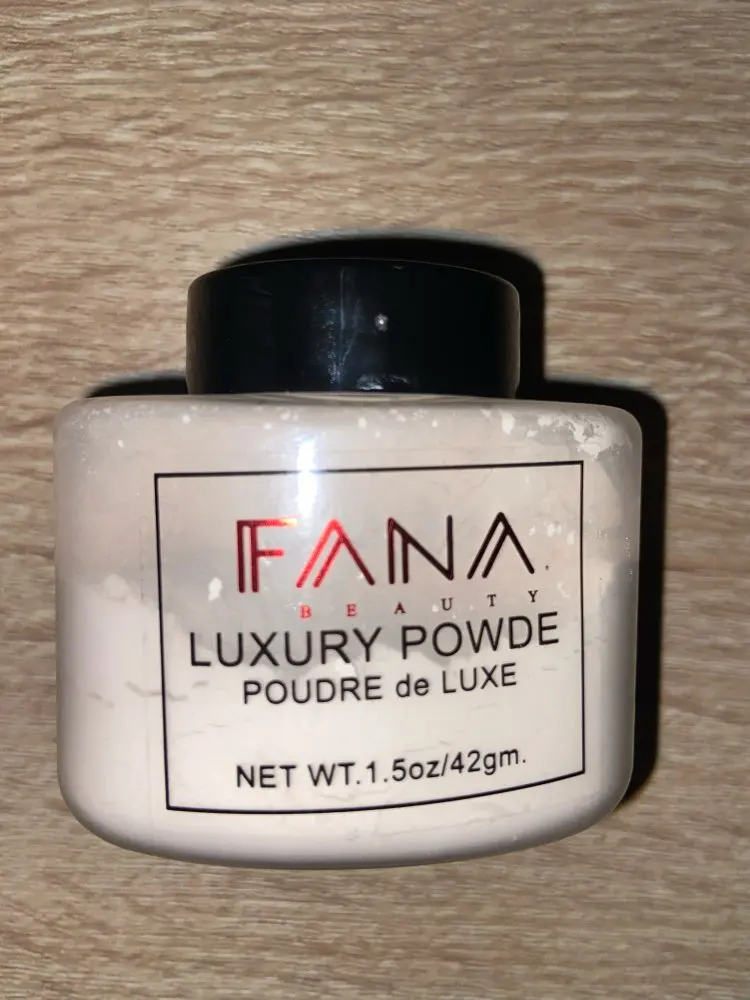 FANA
BEAUTY
LUXURY POWDE
POUDRE de LUXE
NET WT.1.5oz/42gm.